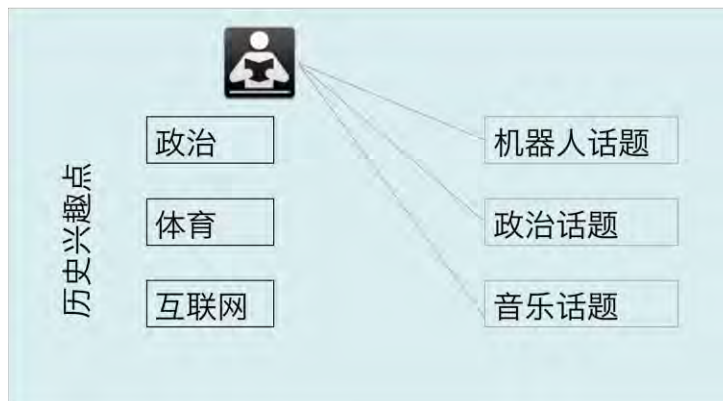 历史兴趣点
政治
体育
互联网
机器人话题
政治话题
音乐话题